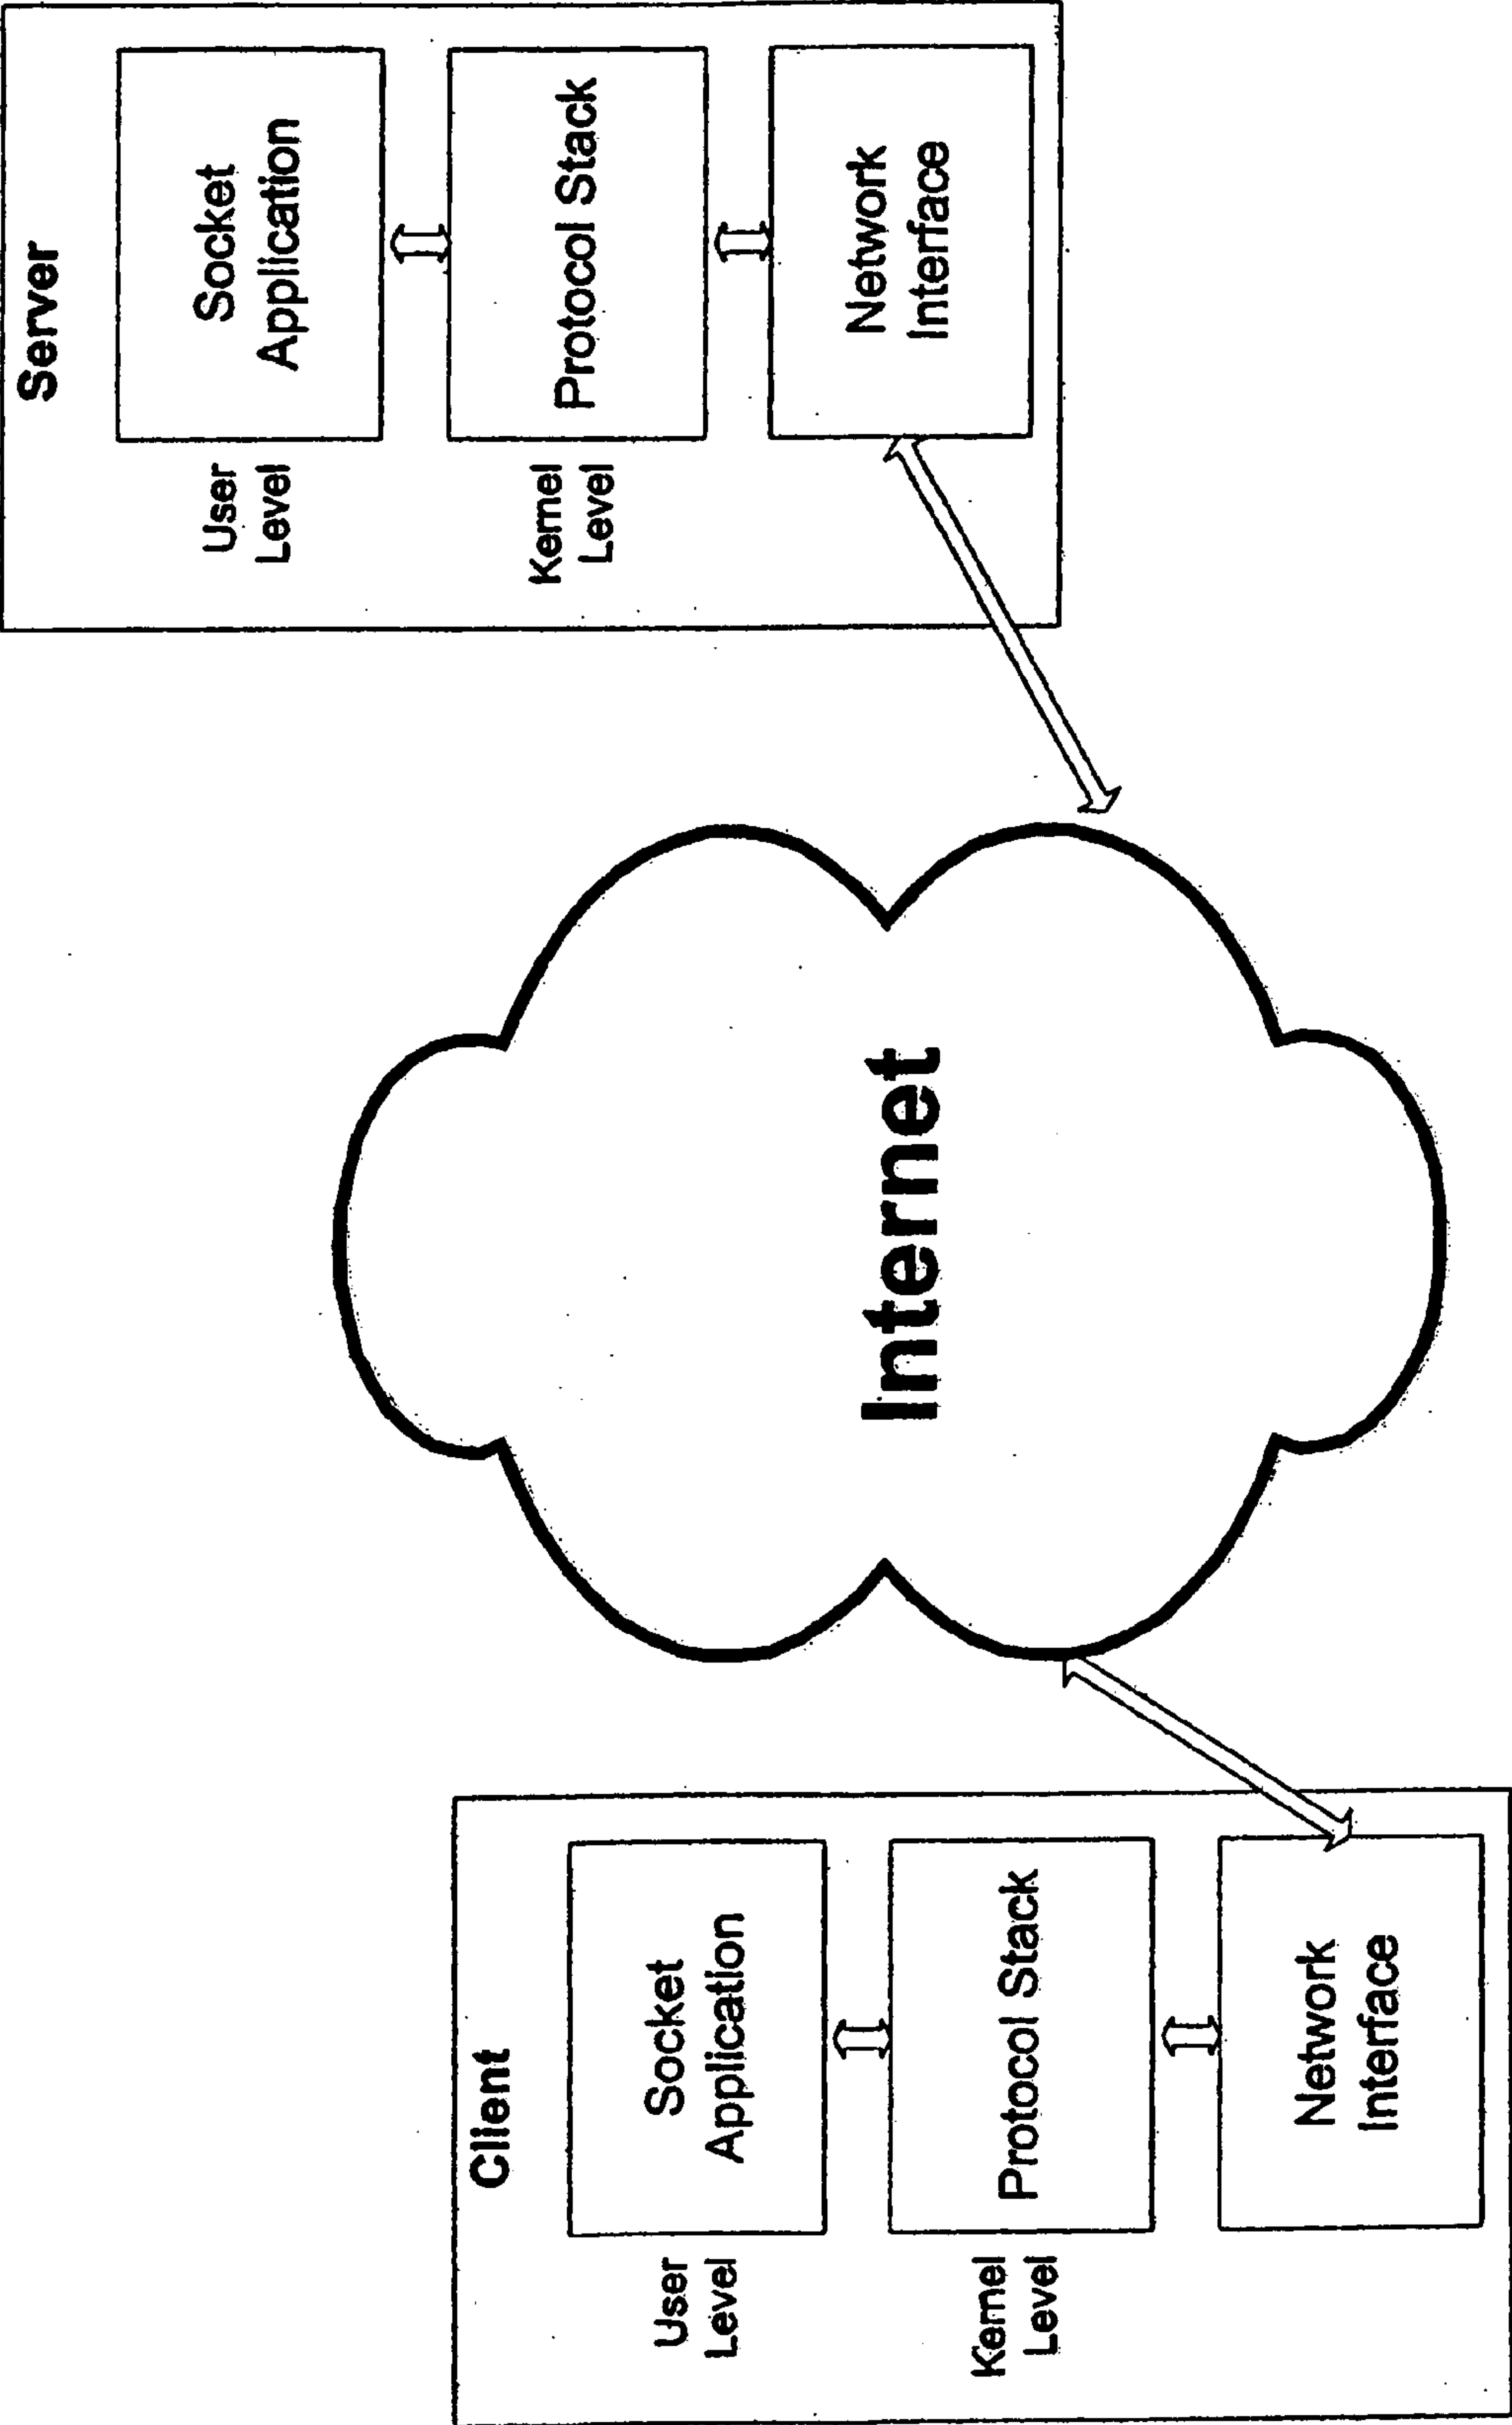 Client
User
Level
Socket
Application
Kernel
Level
Protocol Stack
Network
Interface
Internet
Server
User
Level
Socket
Application
Kernel
Level
Protocol Stack
Network
Interface